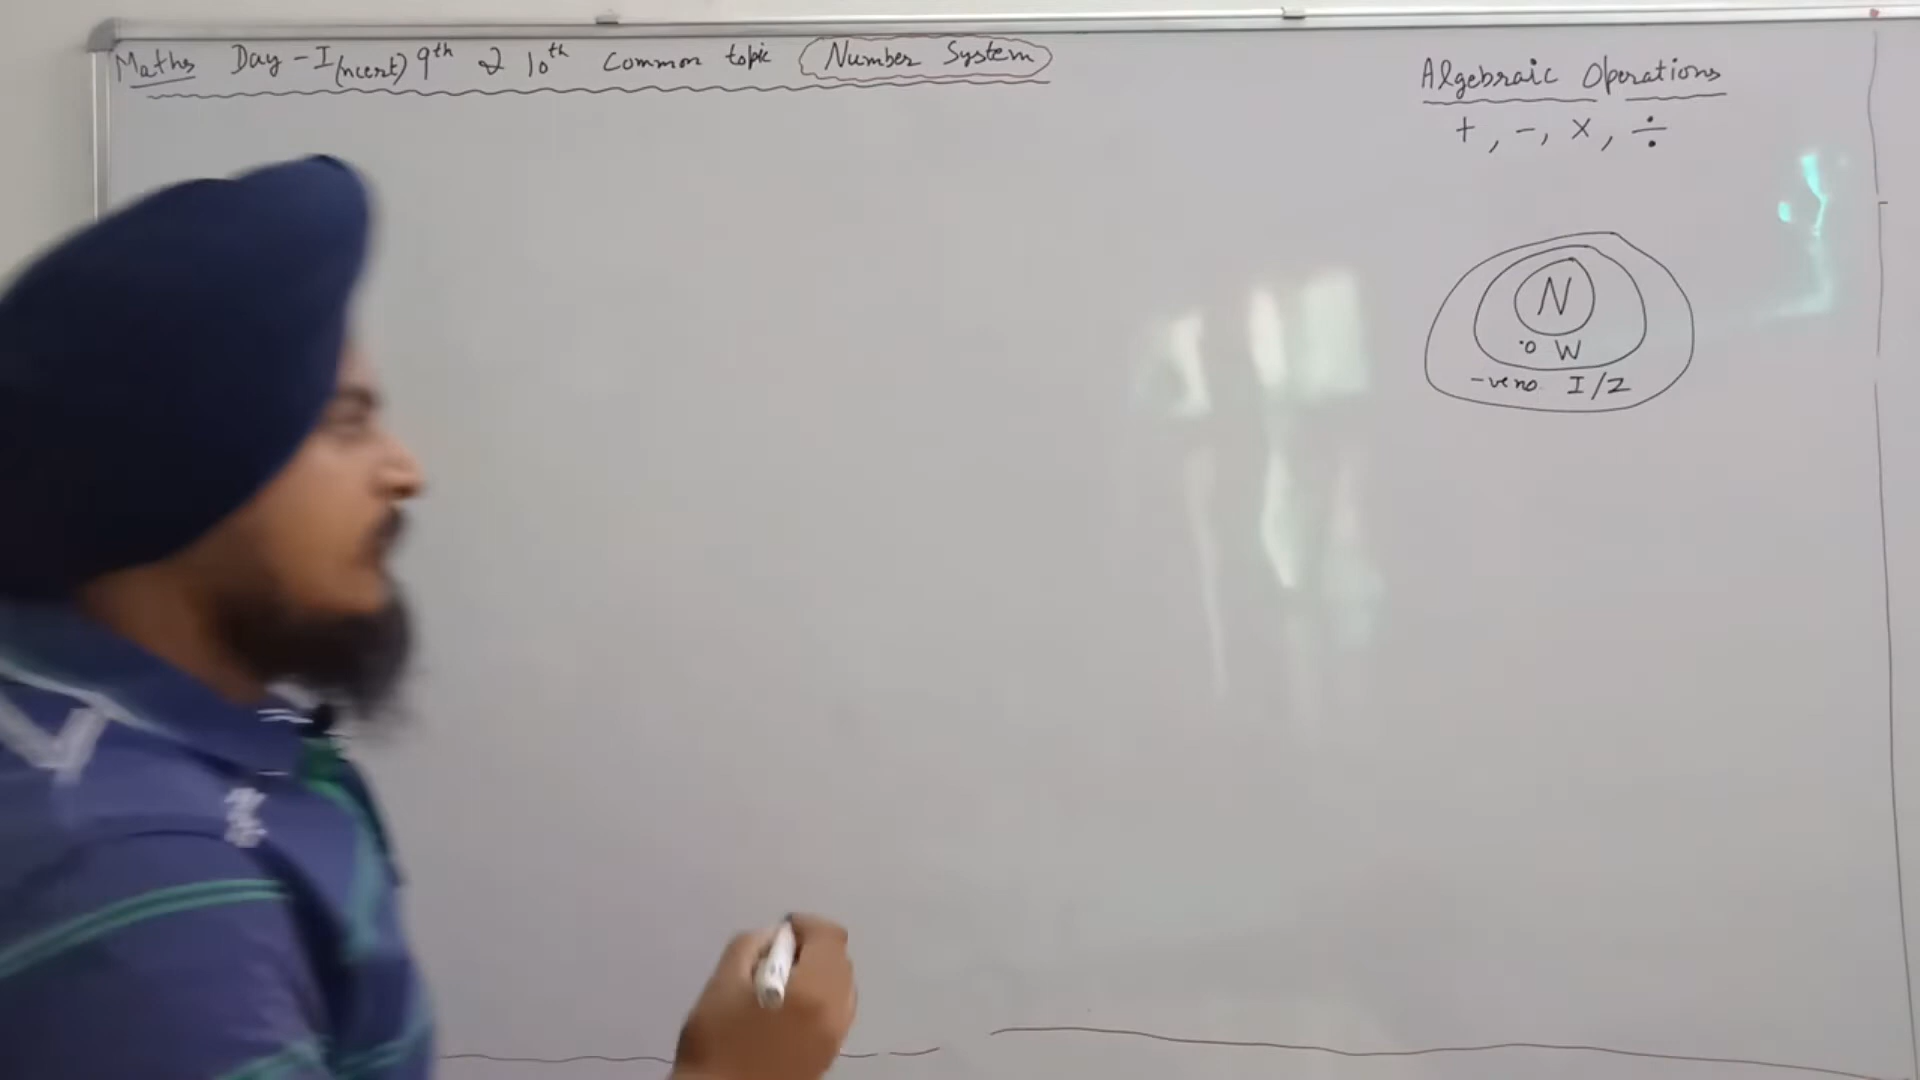 Maths Day - I (ncert) 9th & 10th Common topic Number System
Algebraic Operations
+, -, ×, ÷
N
·0 W
-ve no. I/Z